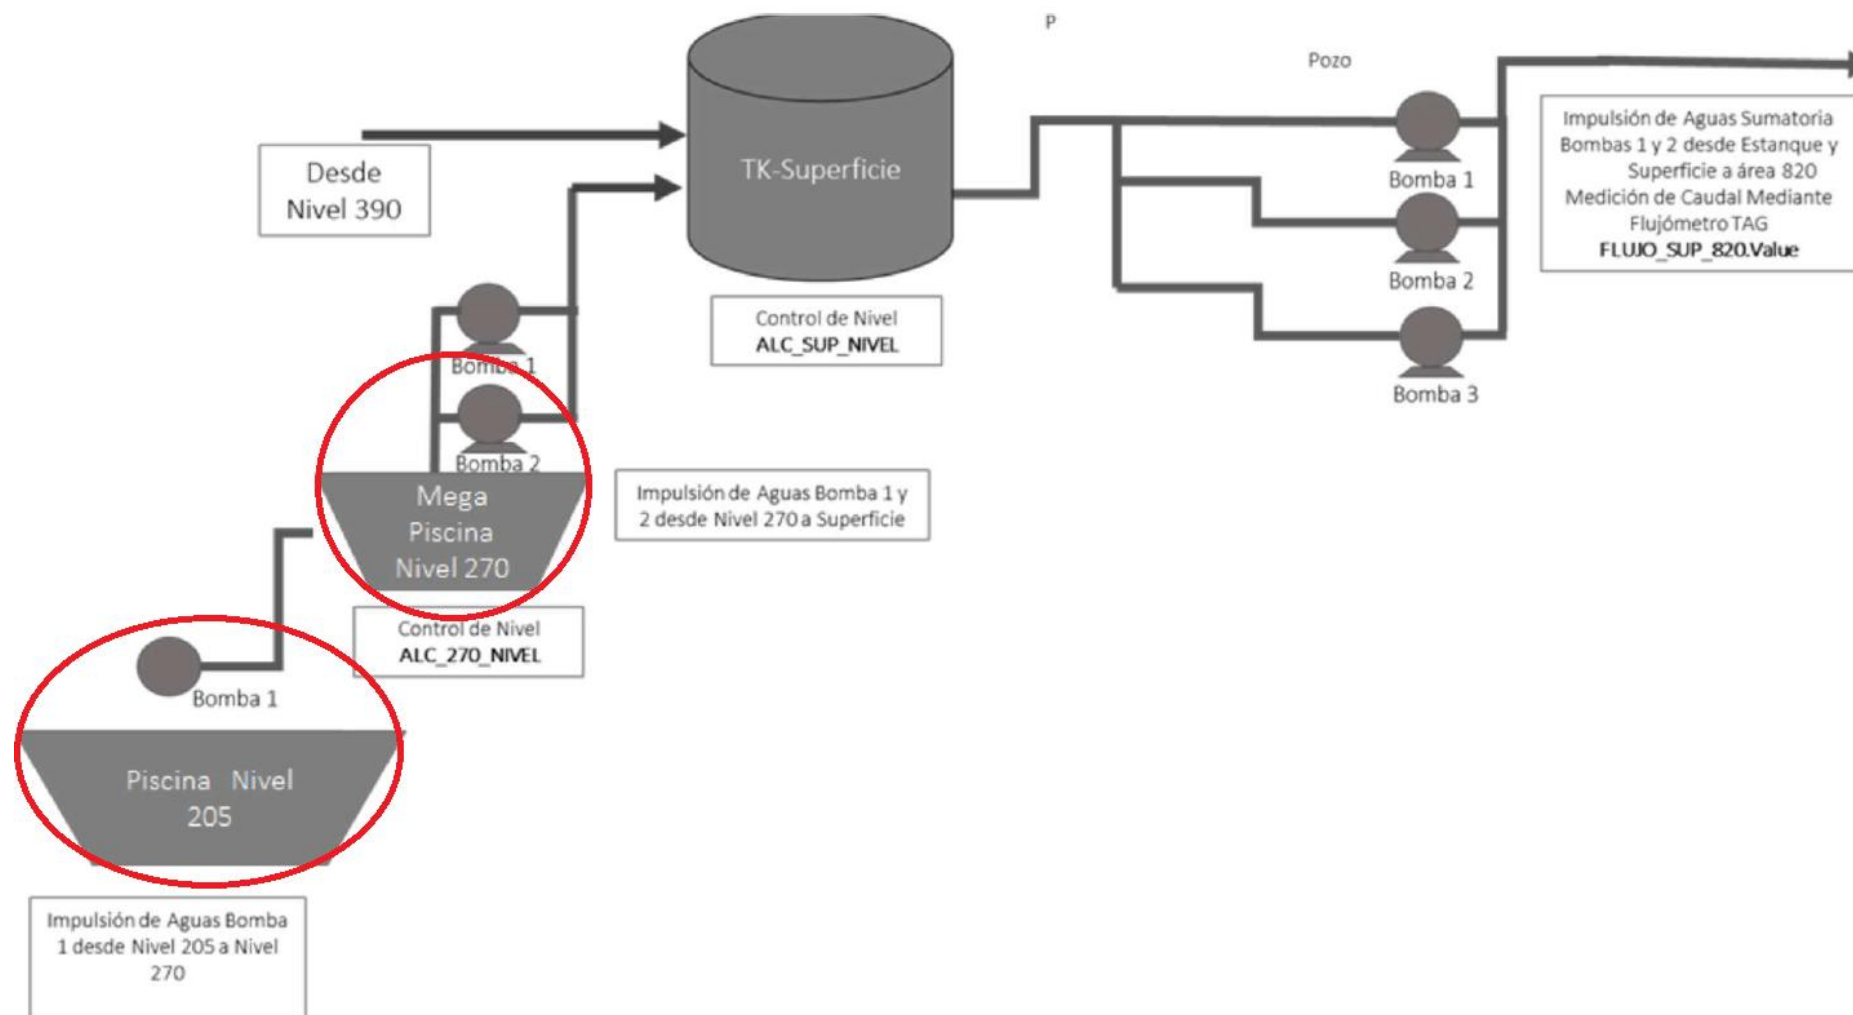 P
Pozo
Desde
Nivel 390
TK-Superficie
Control de Nivel
ALC_SUP_NIVEL
Bomba 1
Bomba 2
Bomba 3
Impulsión de Aguas Sumatoria
Bombas 1 y 2 desde Estanque y
Superficie a área 820
Medición de Caudal Mediante
Flujómetro TAG
FLUJO_SUP_820.Value
Bomba 1
Bomba 2
Mega
Piscina
Nivel 270
Impulsión de Aguas Bomba 1 y
2 desde Nivel 270 a Superficie
Control de Nivel
ALC_270_NIVEL
Bomba 1
Piscina Nivel
205
Impulsión de Aguas Bomba
1 desde Nivel 205 a Nivel
270